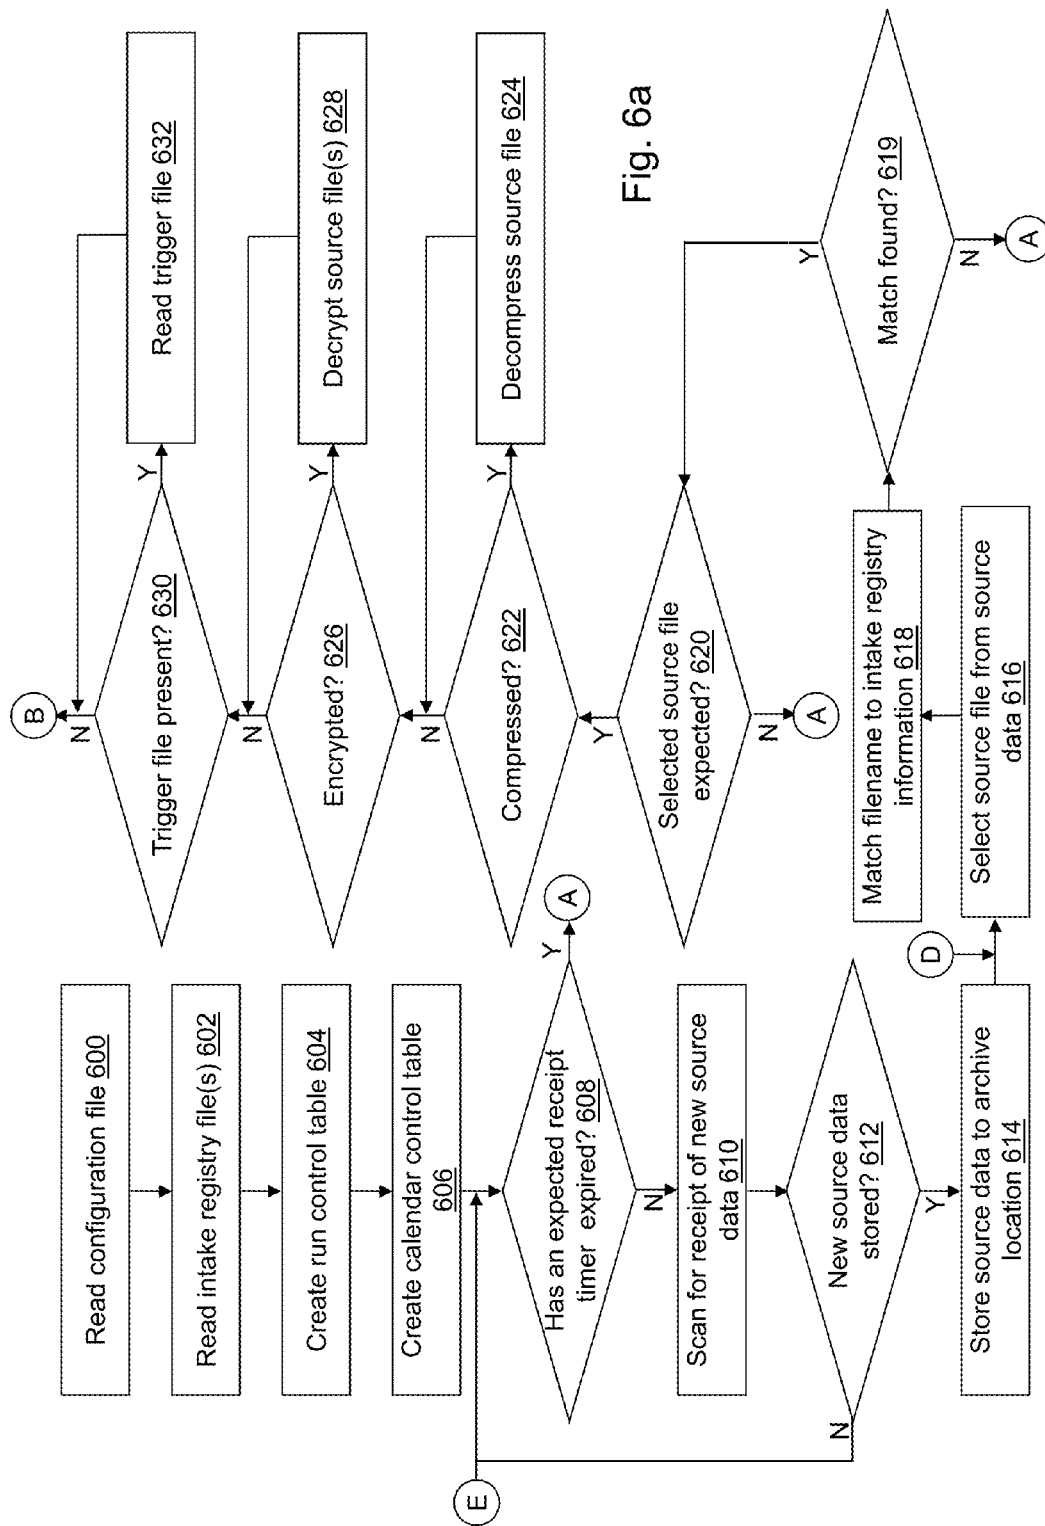 Read configuration file 600
Read intake registry file(s) 602
Create run control table 604
Create calendar control table
606
E
Has an expected receipt
timer expired? 608
Y
A
N
Scan for receipt of new source
data 610
New source data
stored? 612
N
Y
Store source data to archive
location 614
D
Select source file from source
data 616
Match filename to intake registry
information 618
Match found? 619
Y
N
A
Selected source file
expected? 620
N
A
Y
Compressed? 622
Y
Decompress source file 624
N
Encrypted? 626
Y
Decrypt source file(s) 628
N
Trigger file present? 630
Y
Read trigger file 632
N
B
Fig. 6a